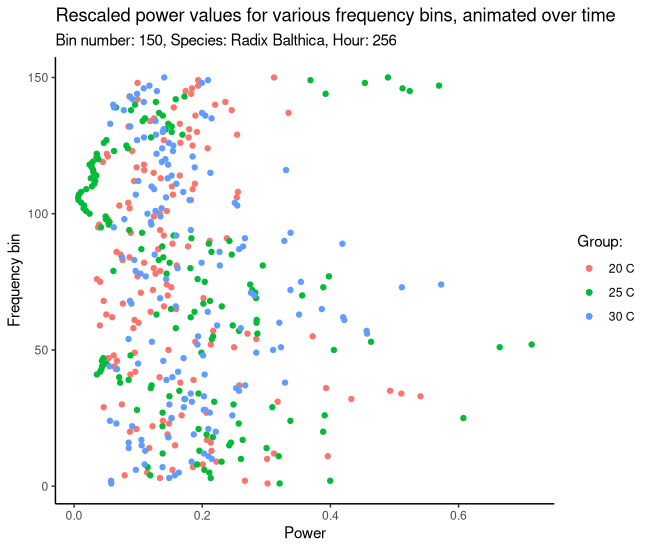 Rescaled power values for various frequency bins, animated over time
Bin number: 150, Species: Radix Balthica, Hour: 256
150
100
50
0
Frequency bin
0.0
0.2
0.4
0.6
Power
Group:
20 C
25 C
30 C